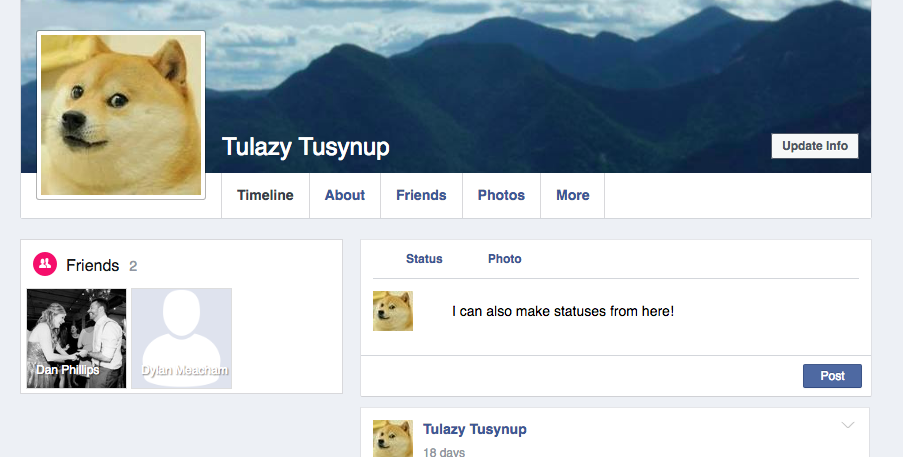 Tulazy Tusynup
Update Info
Timeline About Friends Photos More
Friends 2
Dan Phillips Dylan Meacham
Status Photo
I can also make statuses from here!
Post
Tulazy Tusynup
18 days